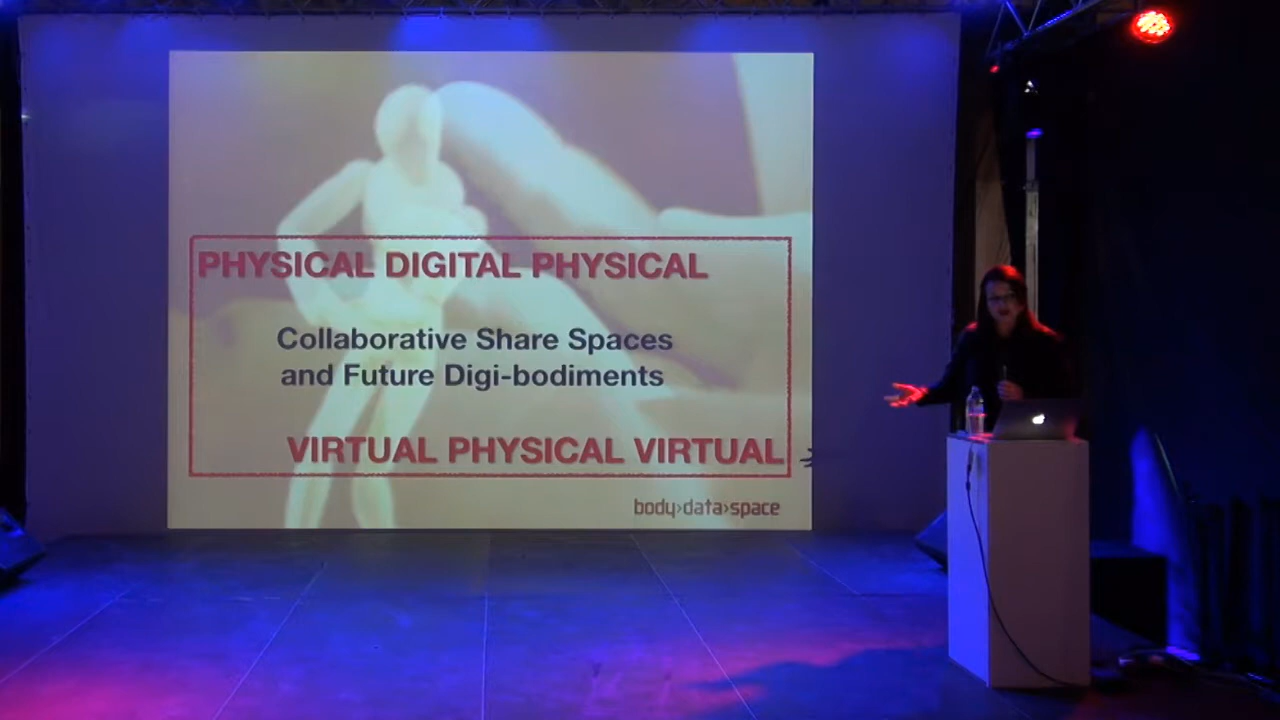 PHYSICAL DIGITAL PHYSICAL
Collaborative Share Spaces
and Future Digi-bodiments
VIRTUAL PHYSICAL VIRTUAL
body›data›space